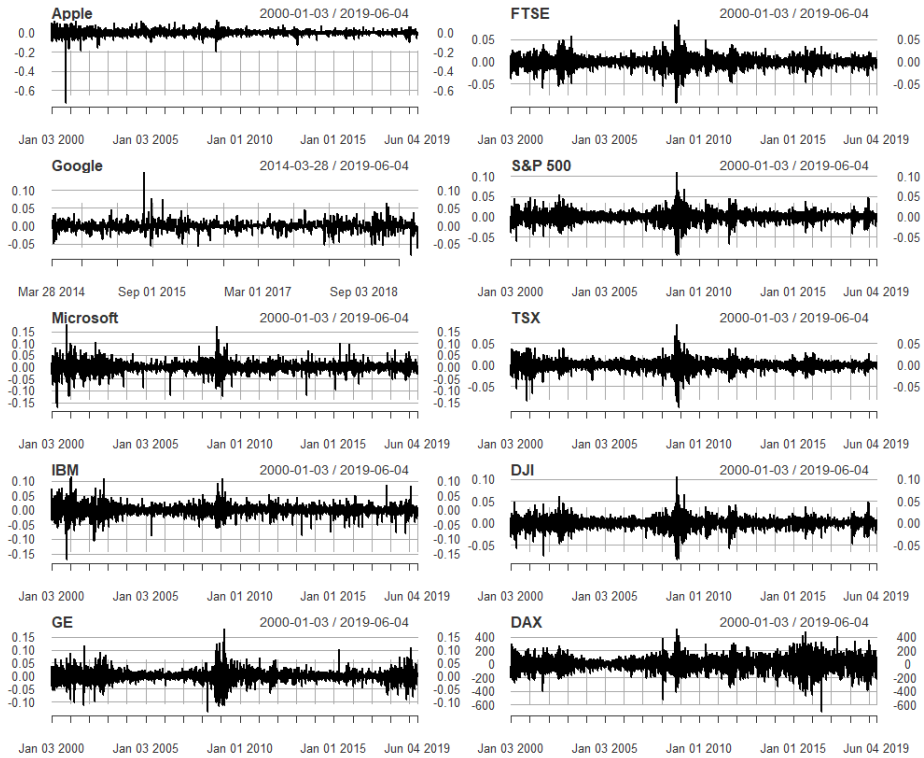 Apple 2000-01-03 / 2019-06-04
0.0 0.0
-0.2 -0.2
-0.4 -0.4
-0.6 -0.6
Jan 03 2000 Jan 03 2005 Jan 01 2010 Jan 01 2015 Jun 04 2019
FTSE 2000-01-03 / 2019-06-04
0.05 0.05
0.00 0.00
-0.05 -0.05
Jan 03 2000 Jan 03 2005 Jan 01 2010 Jan 01 2015 Jun 04 2019
Google 2014-03-28 / 2019-06-04
0.10 0.10
0.05 0.05
0.00 0.00
-0.05 -0.05
Mar 28 2014 Sep 01 2015 Mar 01 2017 Sep 03 2018
S&P 500 2000-01-03 / 2019-06-04
0.10 0.10
0.05 0.05
0.00 0.00
-0.05 -0.05
Jan 03 2000 Jan 03 2005 Jan 01 2010 Jan 01 2015 Jun 04 2019
Microsoft 2000-01-03 / 2019-06-04
0.15 0.15
0.10 0.10
0.05 0.05
0.00 0.00
-0.05 -0.05
-0.10 -0.10
-0.15 -0.15
Jan 03 2000 Jan 03 2005 Jan 01 2010 Jan 01 2015 Jun 04 2019
TSX 2000-01-03 / 2019-06-04
0.05 0.05
0.00 0.00
-0.05 -0.05
Jan 03 2000 Jan 03 2005 Jan 01 2010 Jan 01 2015 Jun 04 2019
IBM 2000-01-03 / 2019-06-04
0.10 0.10
0.05 0.05
0.00 0.00
-0.05 -0.05
-0.10 -0.10
-0.15 -0.15
Jan 03 2000 Jan 03 2005 Jan 01 2010 Jan 01 2015 Jun 04 2019
DJI 2000-01-03 / 2019-06-04
0.10 0.10
0.05 0.05
0.00 0.00
-0.05 -0.05
Jan 03 2000 Jan 03 2005 Jan 01 2010 Jan 01 2015 Jun 04 2019
GE 2000-01-03 / 2019-06-04
0.15 0.15
0.10 0.10
0.05 0.05
0.00 0.00
-0.05 -0.05
-0.10 -0.10
Jan 03 2000 Jan 03 2005 Jan 01 2010 Jan 01 2015 Jun 04 2019
DAX 2000-01-03 / 2019-06-04
400 400
200 200
0 0
-200 -200
-400 -400
-600 -600
Jan 03 2000 Jan 03 2005 Jan 01 2010 Jan 01 2015 Jun 04 2019